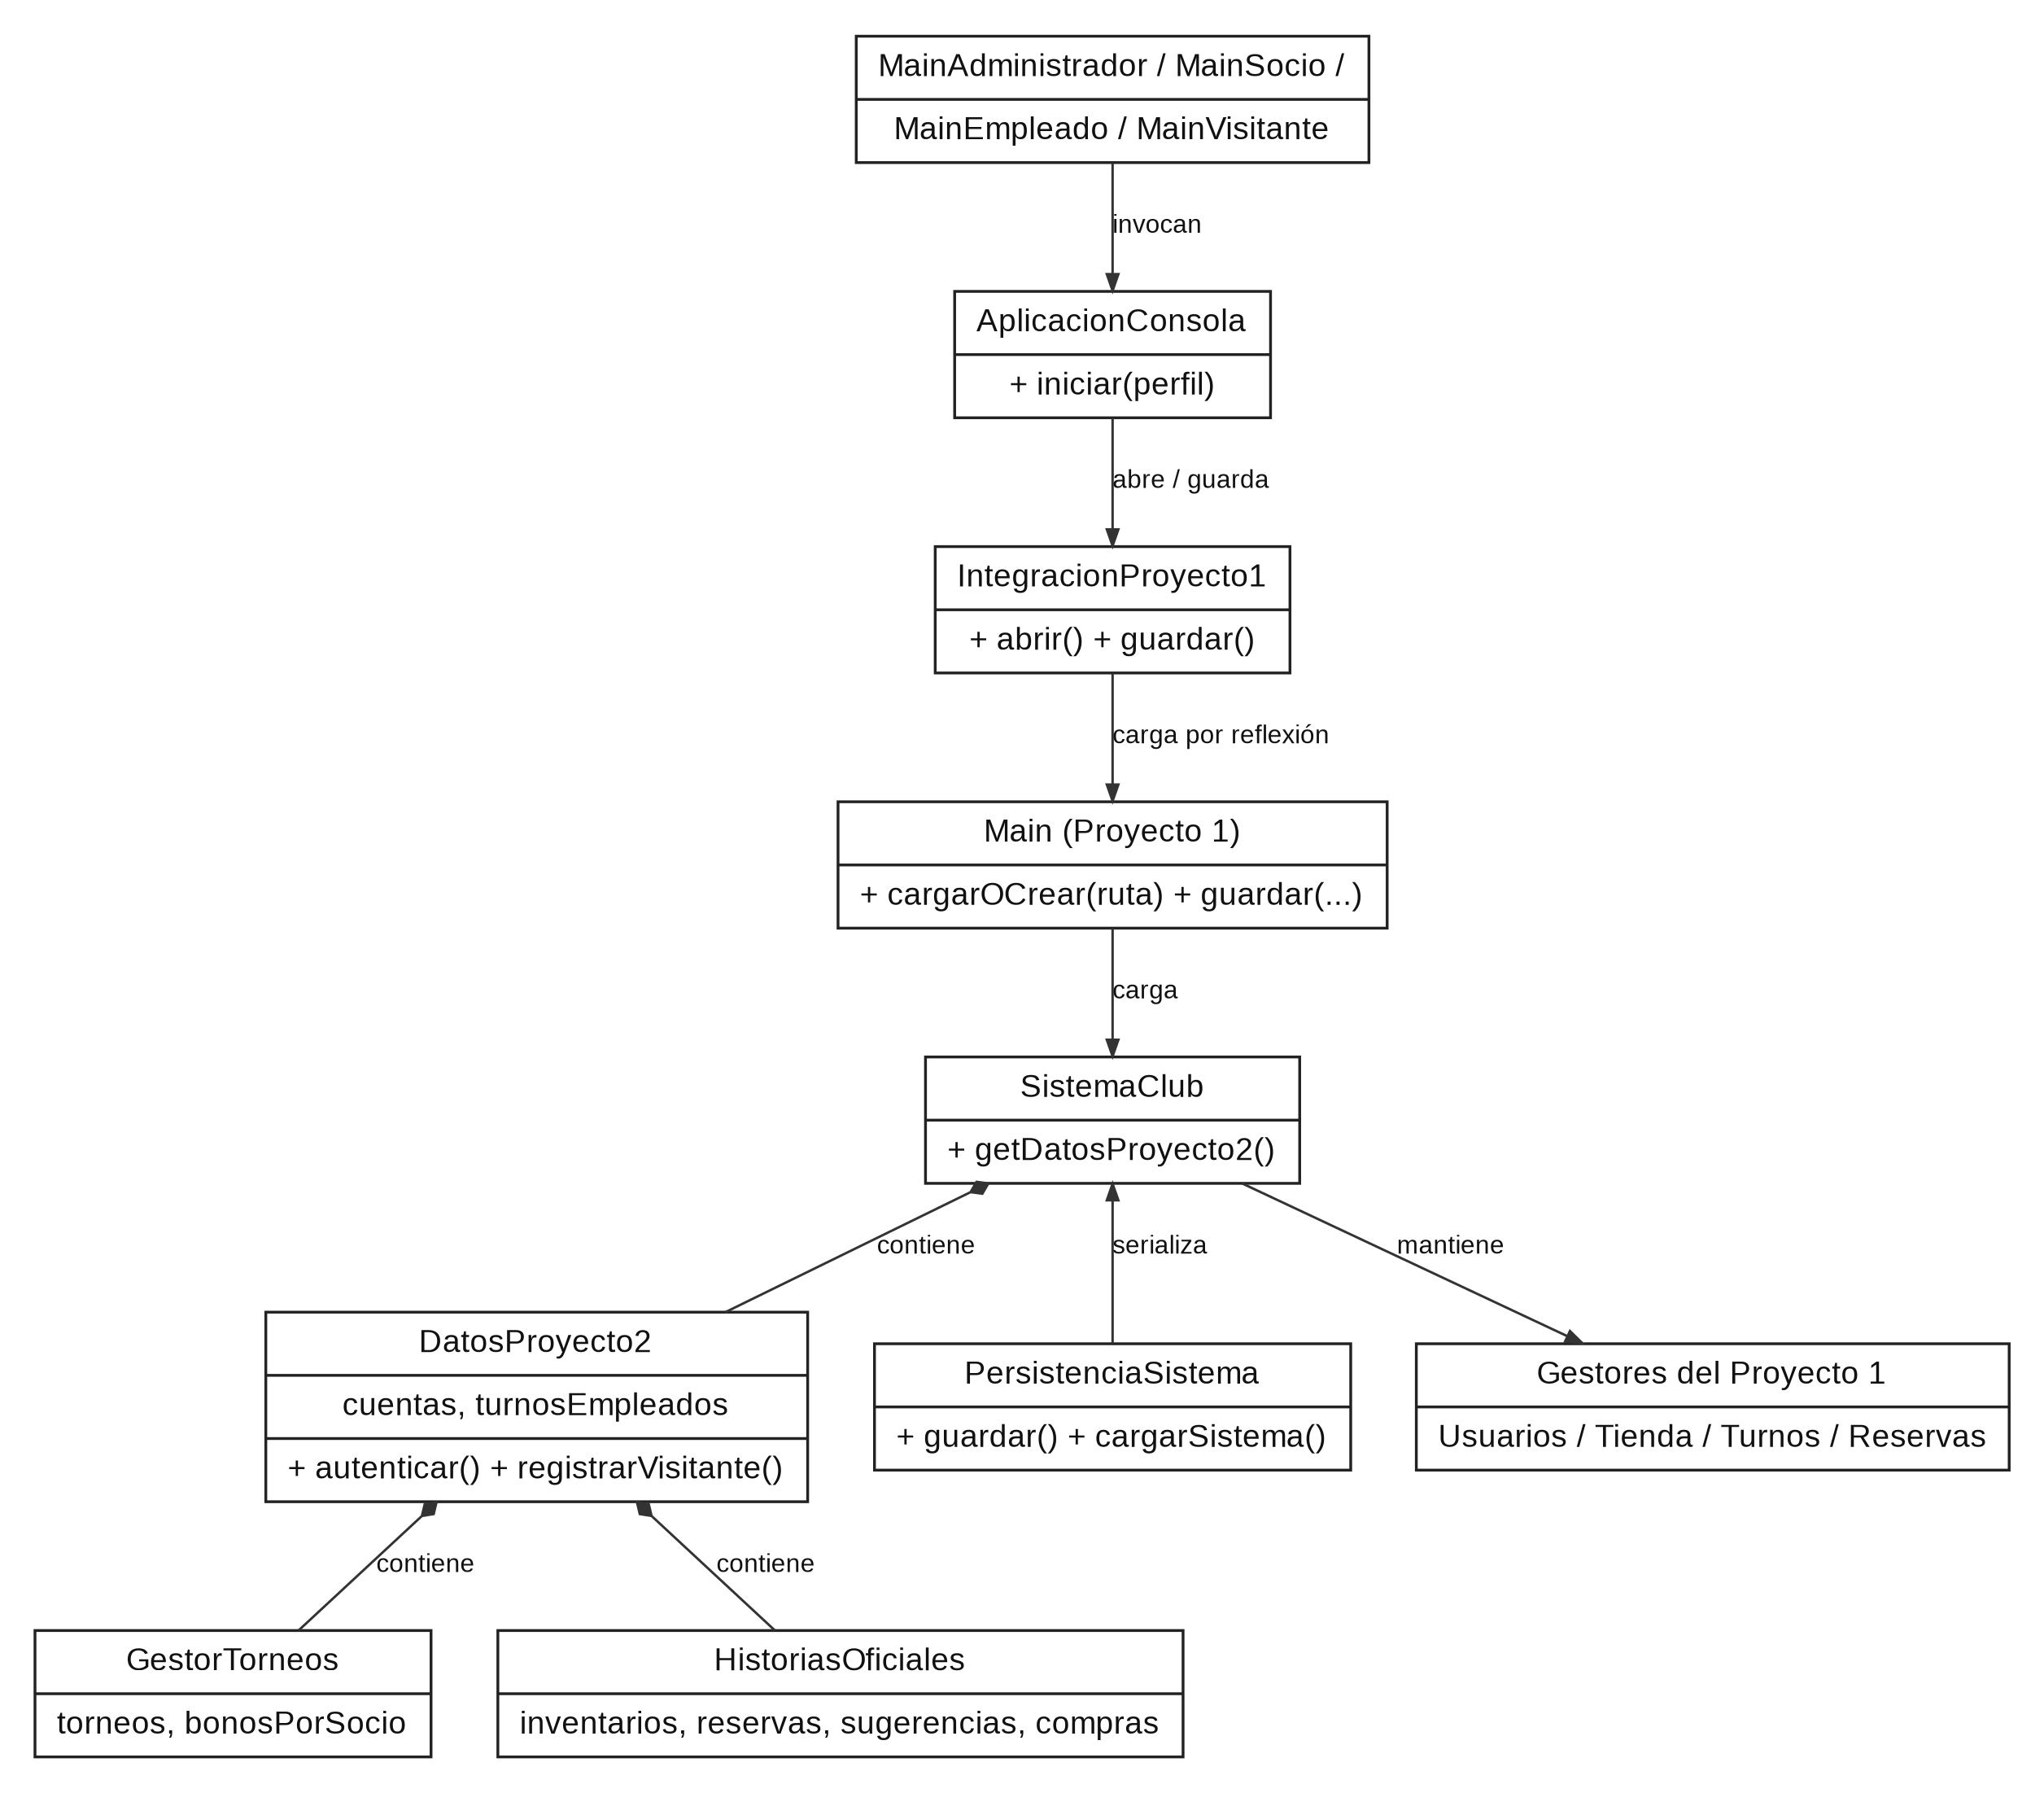 MainAdministrador / MainSocio /
MainEmpleado / MainVisitante
invocan
AplicacionConsola
+ iniciar(perfil)
abre / guarda
IntegracionProyecto1
+ abrir() + guardar()
carga por reflexión
Main (Proyecto 1)
+ cargarOCrear(ruta) + guardar(...)
carga
SistemaClub
+ getDatosProyecto2()
contiene
serializa
mantiene
DatosProyecto2
cuentas, turnosEmpleados
+ autenticar() + registrarVisitante()
PersistenciaSistema
+ guardar() + cargarSistema()
Gestores del Proyecto 1
Usuarios / Tienda / Turnos / Reservas
contiene
contiene
GestorTorneos
torneos, bonosPorSocio
HistoriasOficiales
inventarios, reservas, sugerencias, compras